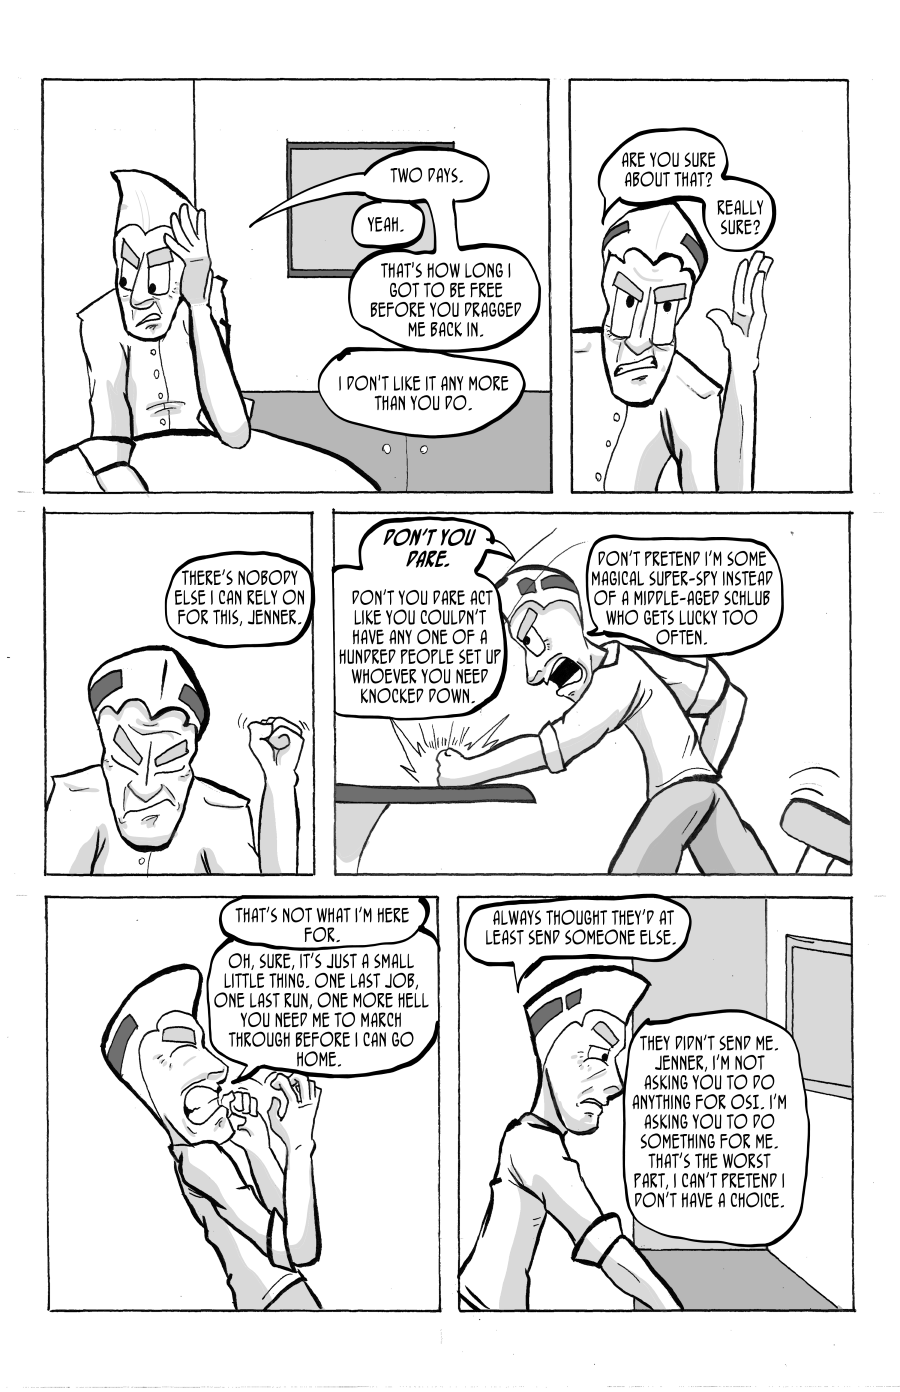 TWO DAYS.
YEAH.
THAT'S HOW LONG I
GOT TO BE FREE
BEFORE YOU DRAGGED
ME BACK IN.
I DON'T LIKE IT ANY MORE
THAN YOU DO.
ARE YOU SURE
ABOUT THAT?
REALLY
SURE?
THERE'S NOBODY
ELSE I CAN RELY ON
FOR THIS, JENNER.
DON'T YOU
DARE.
DON'T YOU DARE ACT
LIKE YOU COULDN'T
HAVE ANY ONE OF A
HUNDRED PEOPLE SET UP
WHOEVER YOU NEED
KNOCKED DOWN.
DON'T PRETEND I'M SOME
MAGICAL SUPER-SPY INSTEAD
OF A MIDDLE-AGED SCHLUB
WHO GETS LUCKY TOO
OFTEN.
THAT'S NOT WHAT I'M HERE
FOR.
OH, SURE, IT'S JUST A SMALL
LITTLE THING. ONE LAST JOB,
ONE LAST RUN, ONE MORE HELL
YOU NEED ME TO MARCH
THROUGH BEFORE I CAN GO
HOME.
ALWAYS THOUGHT THEY'D AT
LEAST SEND SOMEONE ELSE.
THEY DIDN'T SEND ME.
JENNER, I'M NOT
ASKING YOU TO DO
ANYTHING FOR OSI. I'M
ASKING YOU TO DO
SOMETHING FOR ME.
THAT'S THE WORST
PART, I CAN'T PRETEND I
DON'T HAVE A CHOICE.